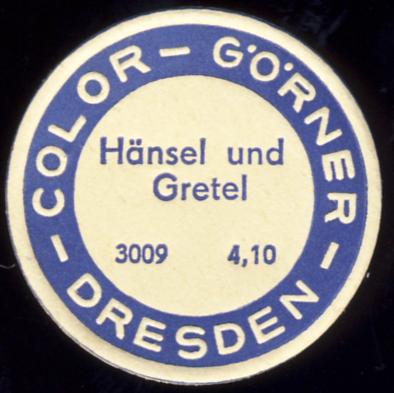 COLOR – GÖRNER – DRESDEN –
Hänsel und
Gretel
3009 4,10